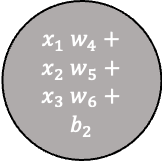 x₁ w₄ +
x₂ w₅ +
x₃ w₆ +
b₂